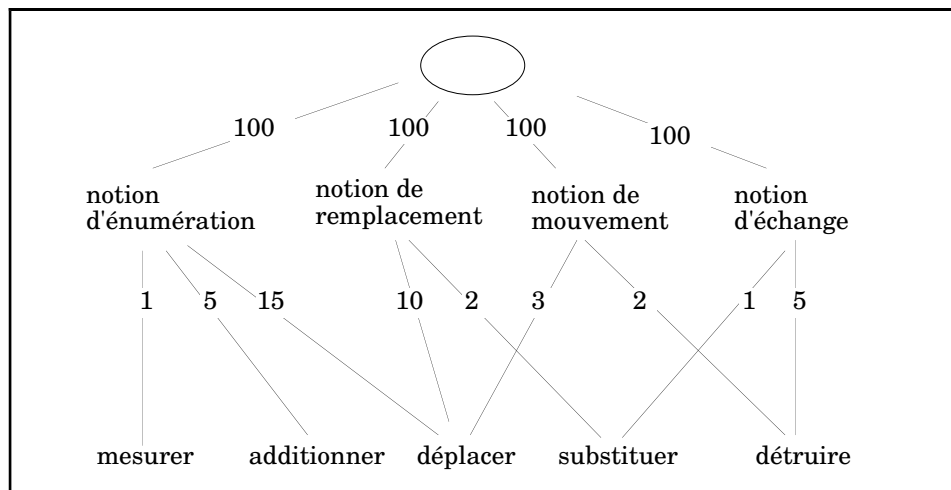 100 100 100 100
notion
d'énumération
notion de
remplacement
notion de
mouvement
notion
d'échange
1 5 15 10 2 3 2 1 5
mesurer additionner déplacer substituer détruire